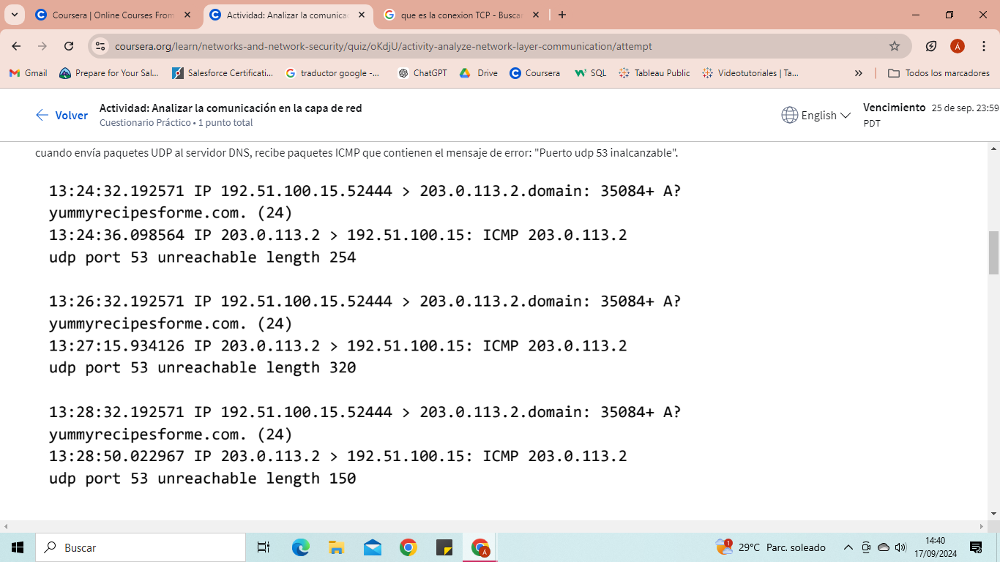 Coursera | Online Courses From
Actividad: Analizar la comunicac
que es la conexion TCP - Busca
coursera.org/learn/networks-and-network-security/quiz/oKdjU/activity-analyze-network-layer-communication/attempt
Á
Gmail
Prepare for Your Sal...
Salesforce Certificati...
traductor google -...
ChatGPT
Drive
Coursera
SQL
Tableau Public
Videotutoriales | Ta...
Todos los marcadores
Volver
Actividad: Analizar la comunicación en la capa de red
Cuestionario Práctico • 1 punto total
English
Vencimiento 25 de sep. 23:59
PDT
cuando envía paquetes UDP al servidor DNS, recibe paquetes ICMP que contienen el mensaje de error: "Puerto udp 53 inalcanzable".
13:24:32.192571 IP 192.51.100.15.52444 > 203.0.113.2.domain: 35084+ A?
yummyrecipesforme.com. (24)
13:24:36.098564 IP 203.0.113.2 > 192.51.100.15: ICMP 203.0.113.2
udp port 53 unreachable length 254
13:26:32.192571 IP 192.51.100.15.52444 > 203.0.113.2.domain: 35084+ A?
yummyrecipesforme.com. (24)
13:27:15.934126 IP 203.0.113.2 > 192.51.100.15: ICMP 203.0.113.2
udp port 53 unreachable length 320
13:28:32.192571 IP 192.51.100.15.52444 > 203.0.113.2.domain: 35084+ A?
yummyrecipesforme.com. (24)
13:28:50.022967 IP 203.0.113.2 > 192.51.100.15: ICMP 203.0.113.2
udp port 53 unreachable length 150
Buscar
Á
1
29°C Parc. soleado
14:40
17/09/2024